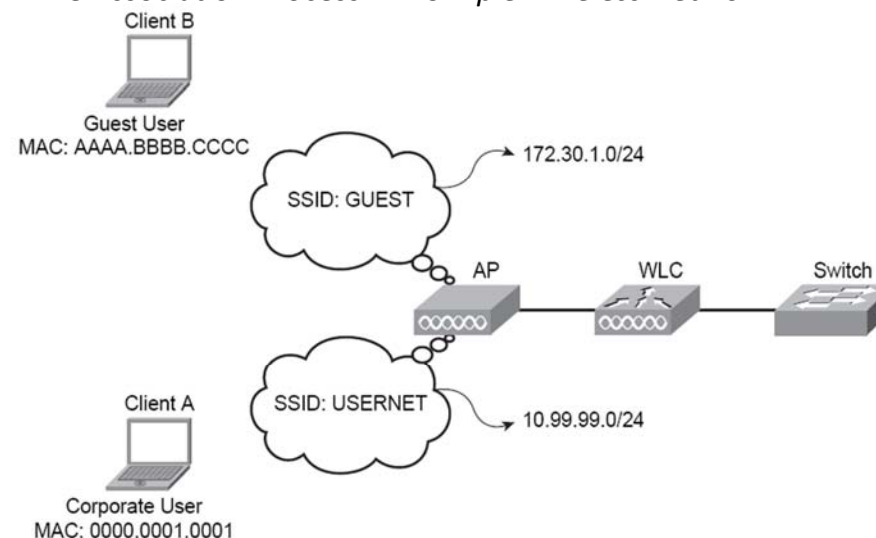 Client B
Guest User
MAC: AAAA.BBBB.CCCC
SSID: GUEST
172.30.1.0/24
AP
WLC
Switch
SSID: USERNET
10.99.99.0/24
Client A
Corporate User
MAC: 0000.0001.0001